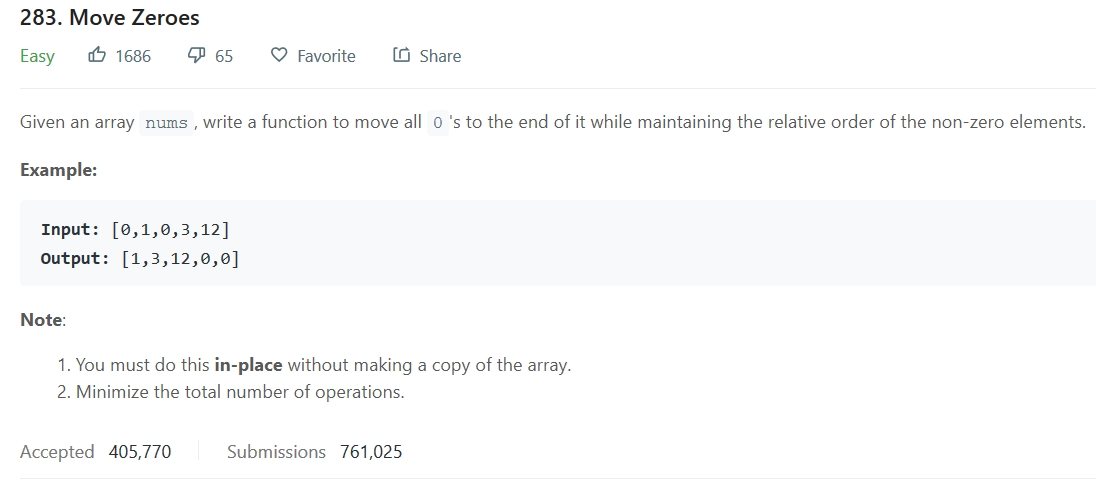 283. Move Zeroes
Easy 1686 65 Favorite Share
Given an array nums , write a function to move all 0 's to the end of it while maintaining the relative order of the non-zero elements.
Example:
Input: [0,1,0,3,12]
Output: [1,3,12,0,0]
Note:
1. You must do this in-place without making a copy of the array.
2. Minimize the total number of operations.
Accepted 405,770 Submissions 761,025